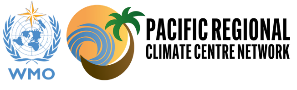 WMO
PACIFIC REGIONAL
CLIMATE CENTRE NETWORK